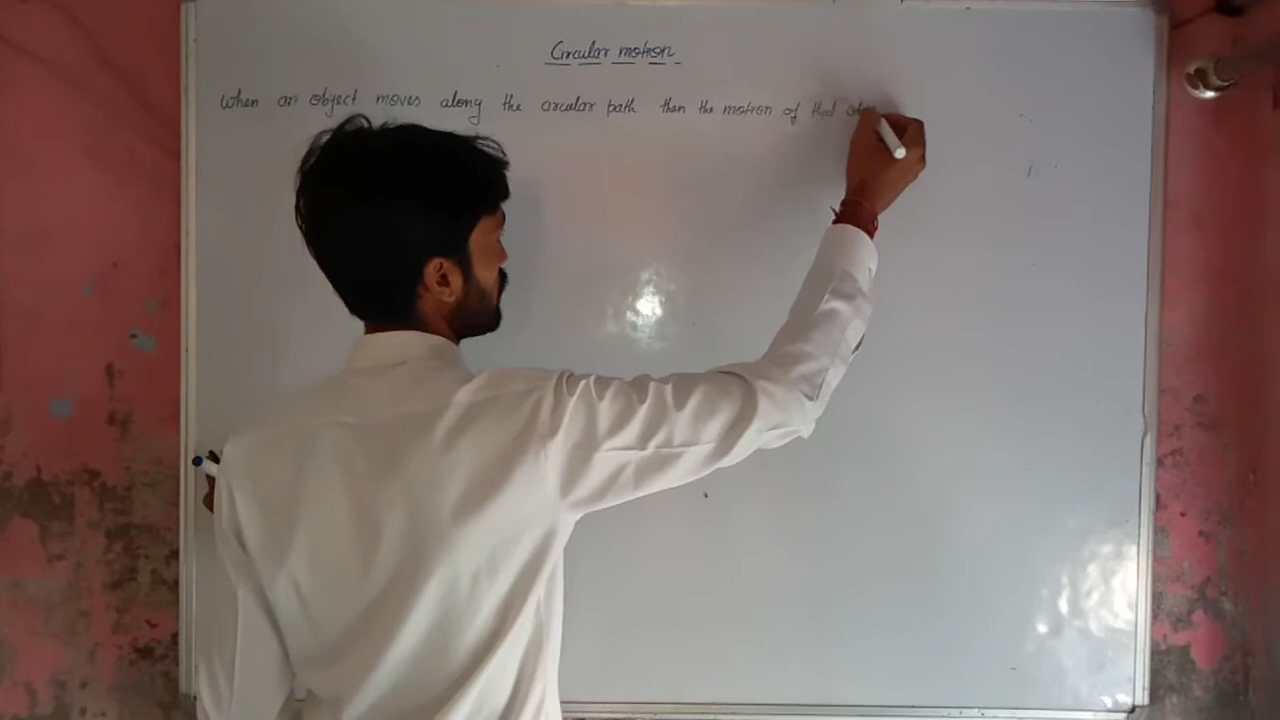 Circular motion
When an object moves along the circular path then the motion of that